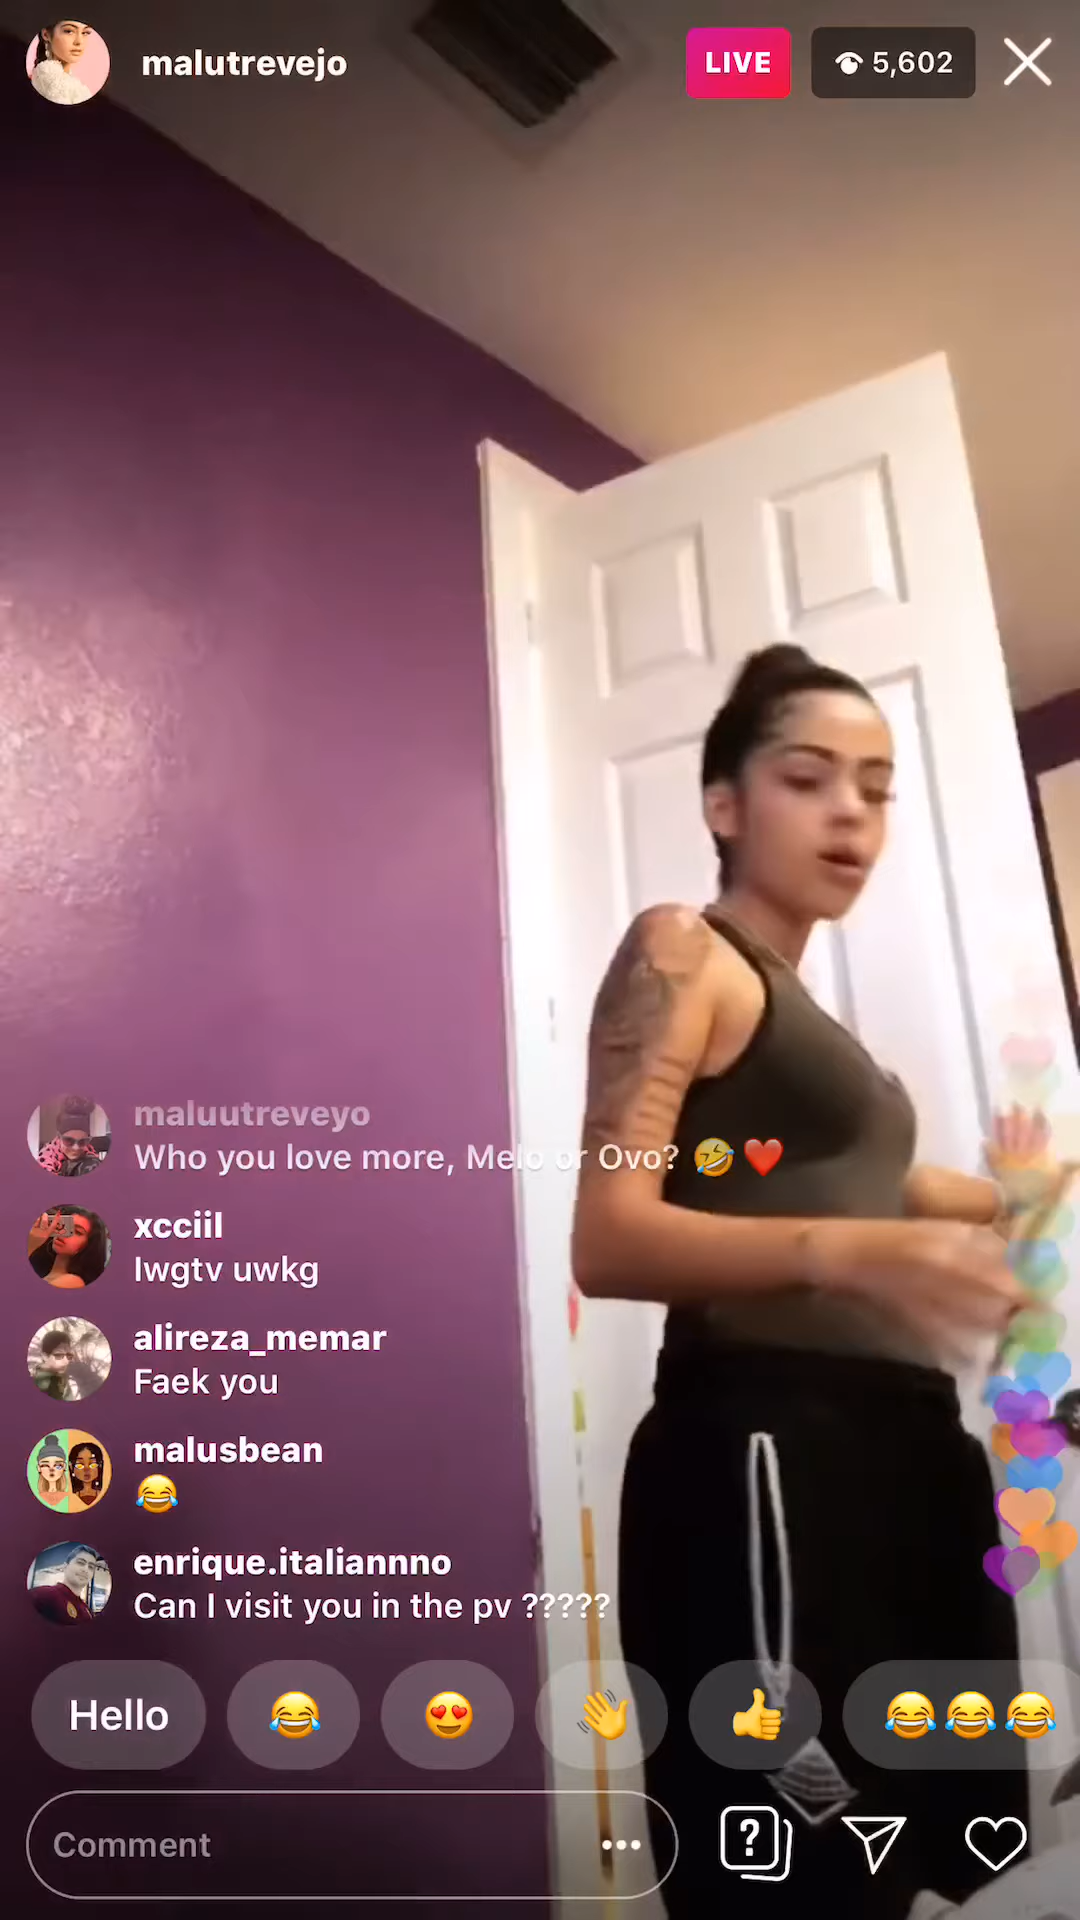 malutrevejo
LIVE
5,602
maluutreveyo
Who you love more, Melo or Ovo? 🤣 ❤️
xcciil
Iwgtv uwkg
alireza_memar
Faek you
malusbean
😂
enrique.italiannno
Can I visit you in the pv ?????
Hello 😂 😍 👋 👍 😂😂😂
Comment